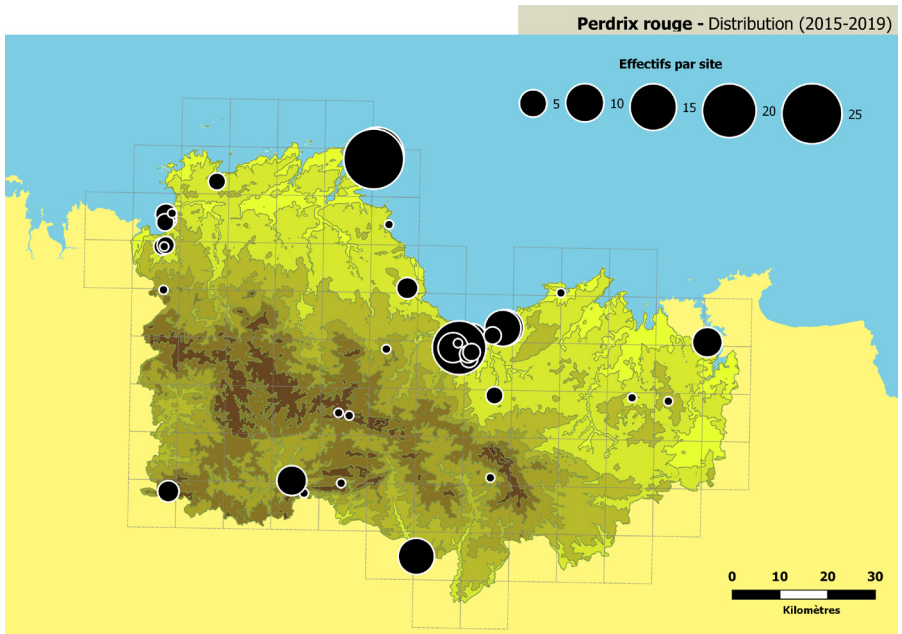 Perdrix rouge - Distribution (2015-2019)
Effectifs par site
5 10 15 20 25
0 10 20 30
Kilomètres